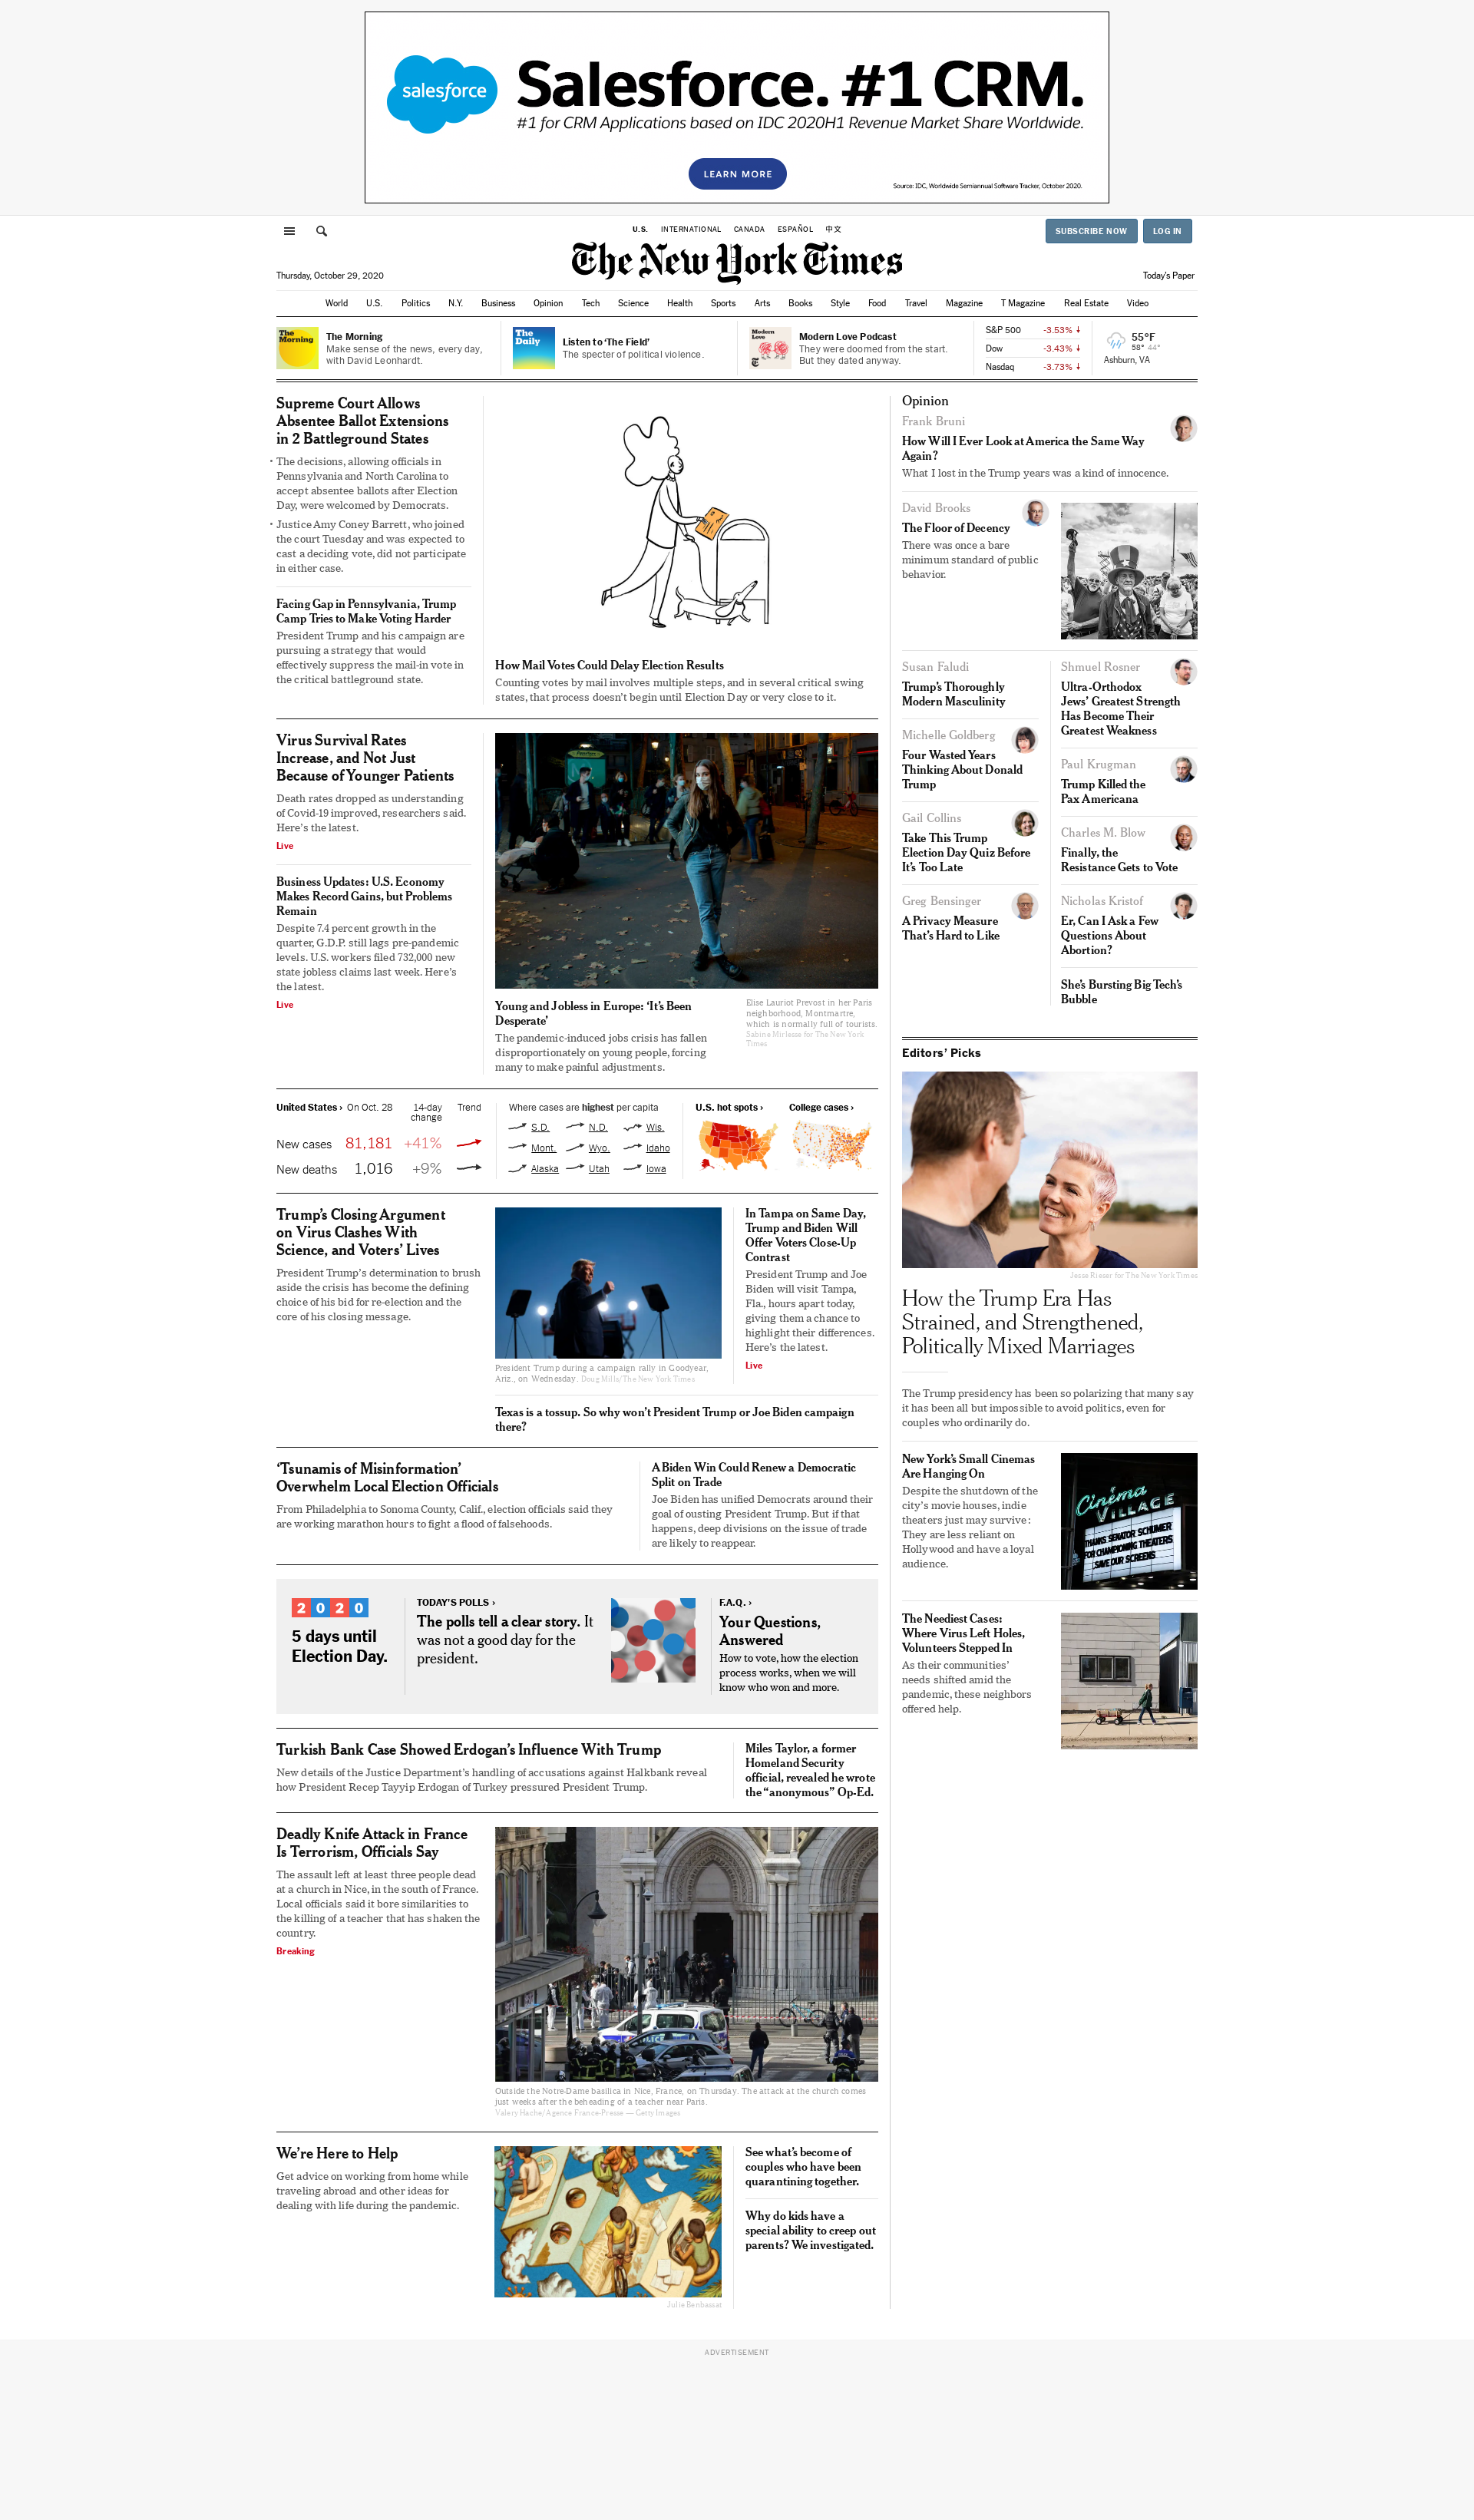 salesforce
Salesforce. #1 CRM.
#1 for CRM Applications based on IDC 2020H1 Revenue Market Share Worldwide.
LEARN MORE
Source: IDC, Worldwide Semiannual Software Tracker, October 2020.
U.S. INTERNATIONAL CANADA ESPAÑOL 中文
SUBSCRIBE NOW LOG IN
The New York Times
Thursday, October 29, 2020
Today's Paper
World U.S. Politics N.Y. Business Opinion Tech Science Health Sports Arts Books Style Food Travel Magazine T Magazine Real Estate Video
The Morning
The Morning
Make sense of the news, every day,
with David Leonhardt.
The Daily
Listen to ‘The Field’
The specter of political violence.
Modern Love
Modern Love Podcast
They were doomed from the start.
But they dated anyway.
S&P 500 -3.53%
Dow -3.43%
Nasdaq -3.73%
55°F
58° 44°
Ashburn, VA
Supreme Court Allows
Absentee Ballot Extensions
in 2 Battleground States
• The decisions, allowing officials in
Pennsylvania and North Carolina to
accept absentee ballots after Election
Day, were welcomed by Democrats.
• Justice Amy Coney Barrett, who joined
the court Tuesday and was expected to
cast a deciding vote, did not participate
in either case.
Facing Gap in Pennsylvania, Trump
Camp Tries to Make Voting Harder
President Trump and his campaign are
pursuing a strategy that would
effectively suppress the mail-in vote in
the critical battleground state.
How Mail Votes Could Delay Election Results
Counting votes by mail involves multiple steps, and in several critical swing
states, that process doesn’t begin until Election Day or very close to it.
Virus Survival Rates
Increase, and Not Just
Because of Younger Patients
Death rates dropped as understanding
of Covid-19 improved, researchers said.
Here’s the latest.
Live
Business Updates: U.S. Economy
Makes Record Gains, but Problems
Remain
Despite 7.4 percent growth in the
quarter, G.D.P. still lags pre-pandemic
levels. U.S. workers filed 732,000 new
state jobless claims last week. Here’s
the latest.
Live
Young and Jobless in Europe: ‘It’s Been
Desperate’
The pandemic-induced jobs crisis has fallen
disproportionately on young people, forcing
many to make painful adjustments.
Elise Lauriot Prevost in her Paris
neighborhood, Montmartre,
which is normally full of tourists.
Sabine Mirlesse for The New York
Times
United States › On Oct. 28 14-day
change Trend
New cases 81,181 +41%
New deaths 1,016 +9%
Where cases are highest per capita
S.D. N.D. Wis.
Mont. Wyo. Idaho
Alaska Utah Iowa
U.S. hot spots › College cases ›
Trump’s Closing Argument
on Virus Clashes With
Science, and Voters’ Lives
President Trump’s determination to brush
aside the crisis has become the defining
choice of his bid for re-election and the
core of his closing message.
President Trump during a campaign rally in Goodyear,
Ariz., on Wednesday. Doug Mills/The New York Times
In Tampa on Same Day,
Trump and Biden Will
Offer Voters Close-Up
Contrast
President Trump and Joe
Biden will visit Tampa,
Fla., hours apart today,
giving them a chance to
highlight their differences.
Here’s the latest.
Live
Texas is a tossup. So why won’t President Trump or Joe Biden campaign
there?
‘Tsunamis of Misinformation’
Overwhelm Local Election Officials
From Philadelphia to Sonoma County, Calif., election officials said they
are working marathon hours to fight a flood of falsehoods.
A Biden Win Could Renew a Democratic
Split on Trade
Joe Biden has unified Democrats around their
goal of ousting President Trump. But if that
happens, deep divisions on the issue of trade
are likely to reappear.
2020
5 days until
Election Day.
TODAY’S POLLS ›
The polls tell a clear story. It
was not a good day for the
president.
F.A.Q. ›
Your Questions,
Answered
How to vote, how the election
process works, when we will
know who won and more.
Turkish Bank Case Showed Erdogan’s Influence With Trump
New details of the Justice Department’s handling of accusations against Halkbank reveal
how President Recep Tayyip Erdogan of Turkey pressured President Trump.
Miles Taylor, a former
Homeland Security
official, revealed he wrote
the “anonymous” Op-Ed.
Deadly Knife Attack in France
Is Terrorism, Officials Say
The assault left at least three people dead
at a church in Nice, in the south of France.
Local officials said it bore similarities to
the killing of a teacher that has shaken the
country.
Breaking
Outside the Notre-Dame basilica in Nice, France, on Thursday. The attack at the church comes
just weeks after the beheading of a teacher near Paris.
Valery Hache/Agence France-Presse — Getty Images
We’re Here to Help
Get advice on working from home while
traveling abroad and other ideas for
dealing with life during the pandemic.
Julie Benbassat
See what’s become of
couples who have been
quarantining together.
Why do kids have a
special ability to creep out
parents? We investigated.
Opinion
Frank Bruni
How Will I Ever Look at America the Same Way
Again?
What I lost in the Trump years was a kind of innocence.
David Brooks
The Floor of Decency
There was once a bare
minimum standard of public
behavior.
Susan Faludi
Trump’s Thoroughly
Modern Masculinity
Michelle Goldberg
Four Wasted Years
Thinking About Donald
Trump
Gail Collins
Take This Trump
Election Day Quiz Before
It’s Too Late
Greg Bensinger
A Privacy Measure
That’s Hard to Like
Shmuel Rosner
Ultra-Orthodox
Jews’ Greatest Strength
Has Become Their
Greatest Weakness
Paul Krugman
Trump Killed the
Pax Americana
Charles M. Blow
Finally, the
Resistance Gets to Vote
Nicholas Kristof
Er, Can I Ask a Few
Questions About
Abortion?
She’s Bursting Big Tech’s
Bubble
Editors’ Picks
Jesse Rieser for The New York Times
How the Trump Era Has
Strained, and Strengthened,
Politically Mixed Marriages
The Trump presidency has been so polarizing that many say
it has been all but impossible to avoid politics, even for
couples who ordinarily do.
New York’s Small Cinemas
Are Hanging On
Despite the shutdown of the
city’s movie houses, indie
theaters just may survive:
They are less reliant on
Hollywood and have a loyal
audience.
Cinéma
VILLAGE
THANKS SENATOR SCHUMER
FOR CHAMPIONING THEATERS
SAVE OUR SCREENS
The Neediest Cases:
Where Virus Left Holes,
Volunteers Stepped In
As their communities’
needs shifted amid the
pandemic, these neighbors
offered help.
ADVERTISEMENT